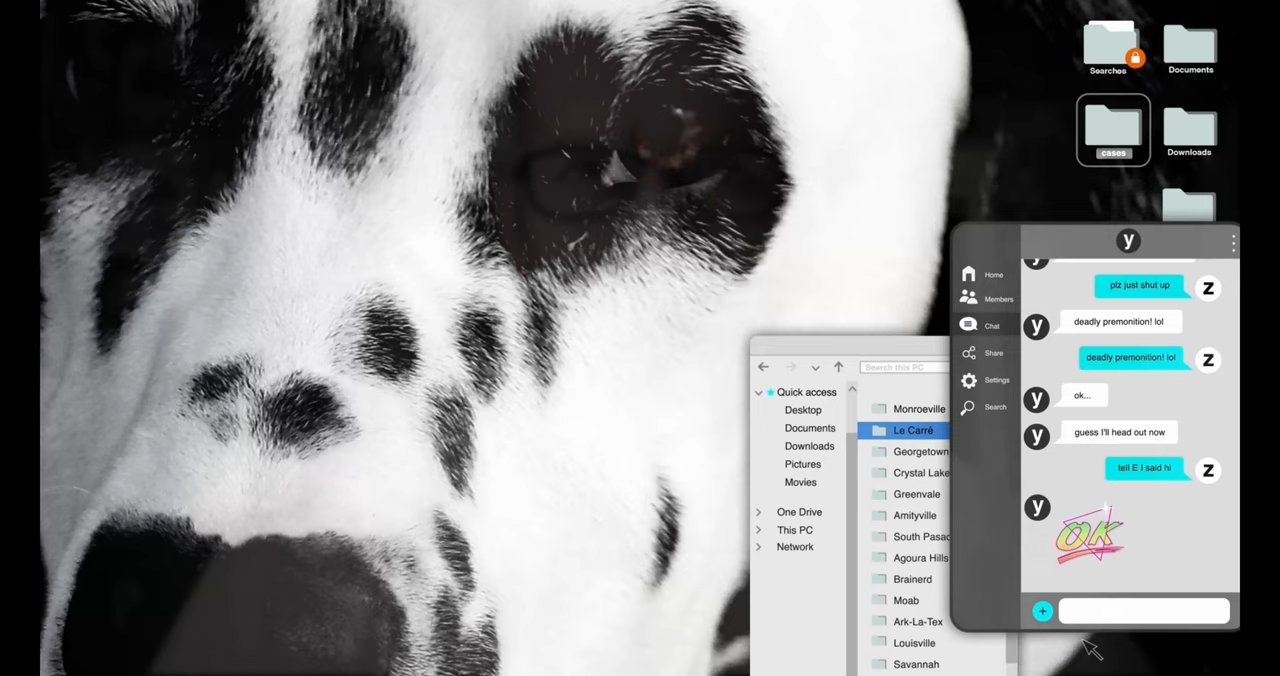 Searches
Documents
cases
Downloads
y
Home
Members
Chat
Share
Settings
Search
y
plz just shut up
z
y
deadly premonition! lol
deadly premonition! lol
z
y
ok...
y
guess I'll head out now
tell E I said hi
z
y
OK
+
Search this PC
Quick access
Desktop
Documents
Downloads
Pictures
Movies
One Drive
This PC
Network
Monroeville
Le Carré
Georgetown
Crystal Lake
Greenvale
Amityville
South Pasad
Agoura Hills
Brainerd
Moab
Ark-La-Tex
Louisville
Savannah